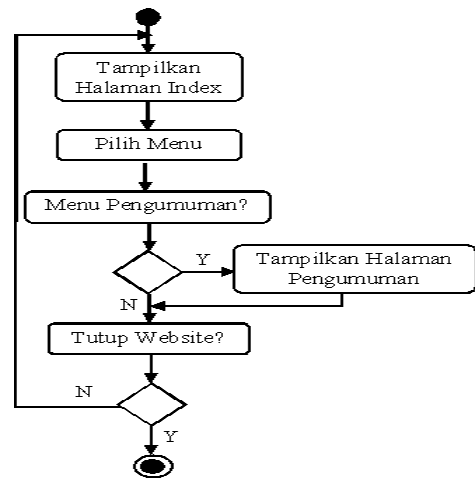 Tampilkan
Halaman Index
Pilih Menu
Menu Pengumuman?
Y
Tampilkan Halaman
Pengumuman
N
Tutup Website?
N
Y